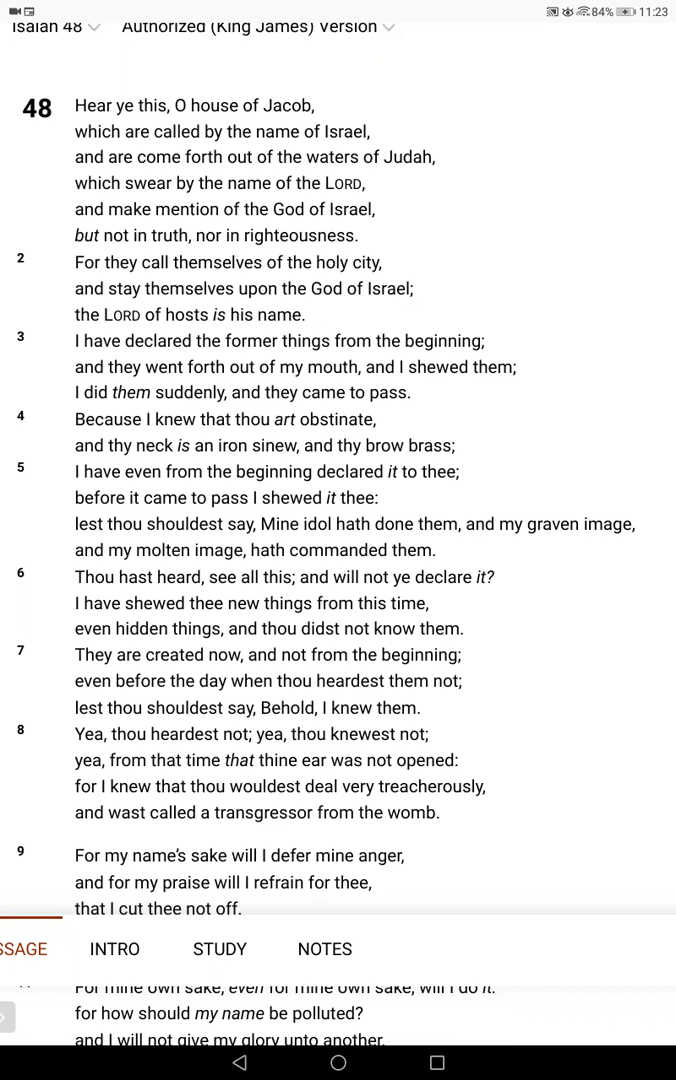 84% 11:23
Isaiah 48 Authorized (King James) Version
48 Hear ye this, O house of Jacob,
which are called by the name of Israel,
and are come forth out of the waters of Judah,
which swear by the name of the LORD,
and make mention of the God of Israel,
but not in truth, nor in righteousness.
2 For they call themselves of the holy city,
and stay themselves upon the God of Israel;
the LORD of hosts is his name.
3 I have declared the former things from the beginning;
and they went forth out of my mouth, and I shewed them;
I did them suddenly, and they came to pass.
4 Because I knew that thou art obstinate,
and thy neck is an iron sinew, and thy brow brass;
5 I have even from the beginning declared it to thee;
before it came to pass I shewed it thee:
lest thou shouldest say, Mine idol hath done them, and my graven image,
and my molten image, hath commanded them.
6 Thou hast heard, see all this; and will not ye declare it?
I have shewed thee new things from this time,
even hidden things, and thou didst not know them.
7 They are created now, and not from the beginning;
even before the day when thou heardest them not;
lest thou shouldest say, Behold, I knew them.
8 Yea, thou heardest not; yea, thou knewest not;
yea, from that time that thine ear was not opened:
for I knew that thou wouldest deal very treacherously,
and wast called a transgressor from the womb.
9 For my name's sake will I defer mine anger,
and for my praise will I refrain for thee,
that I cut thee not off.
SSAGE INTRO STUDY NOTES
For mine own sake, even for mine own sake, will I do it:
for how should my name be polluted?
and I will not give my glory unto another.